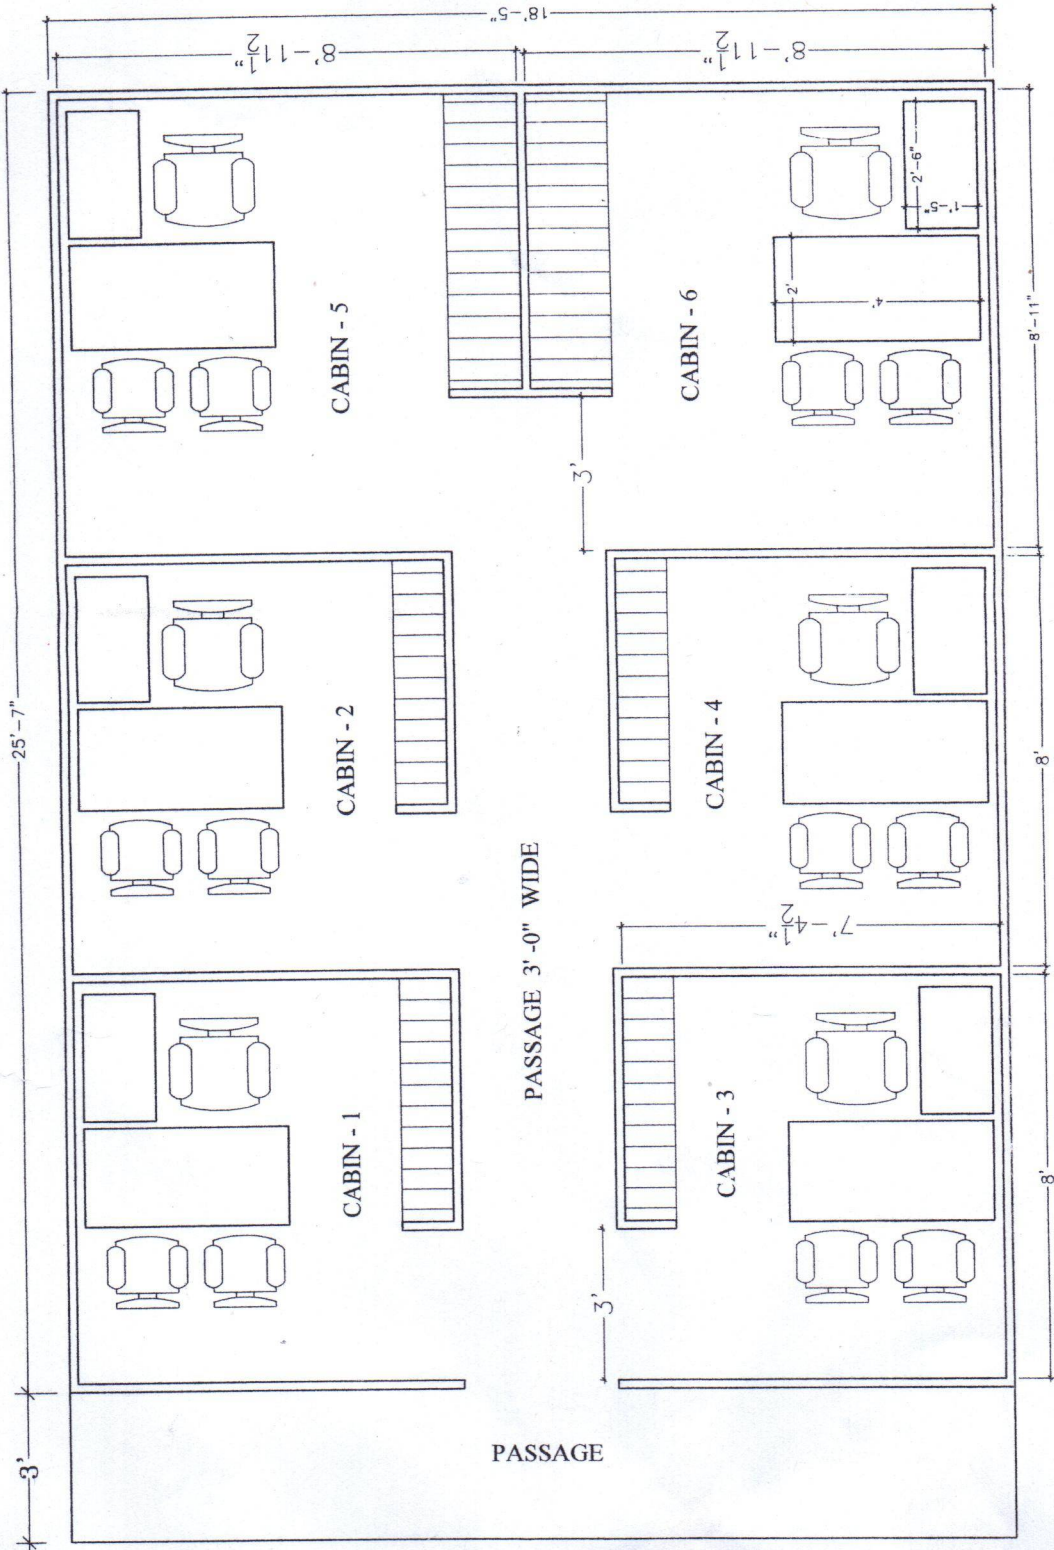 18'-5"
8'-11½"
8'-11½"
25'-7"
CABIN - 5
CABIN - 6
2'-6"
1'-5"
2'
4'
8'-11"
3'
CABIN - 2
CABIN - 4
8'
PASSAGE 3'-0" WIDE
7'-4½"
CABIN - 1
CABIN - 3
8'
3'
3'
PASSAGE